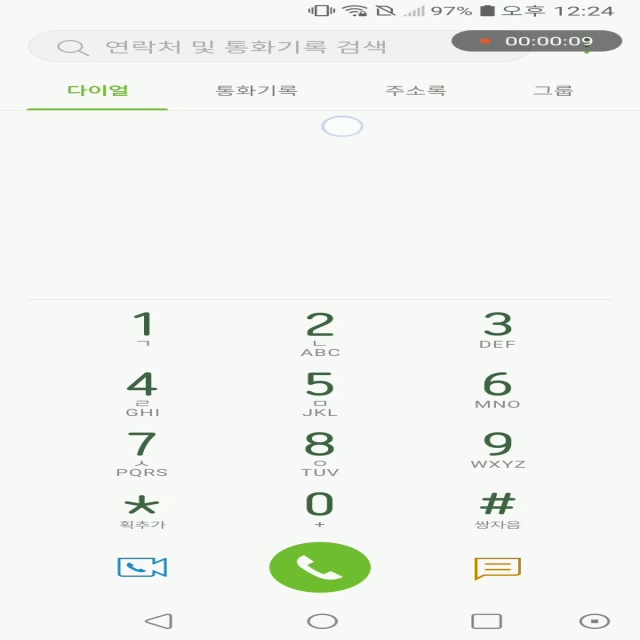 97% 오후 12:24
연락처 및 통화기록 검색
00:00:09
다이얼 통화기록 주소록 그룹
1 2 3
ㄱ ㄴ
ABC DEF
4 5 6
ㄹ ㅁ
GHI JKL MNO
7 8 9
ㅅ ㅇ
PQRS TUV WXYZ
* 0 #
획추가 + 쌍자음